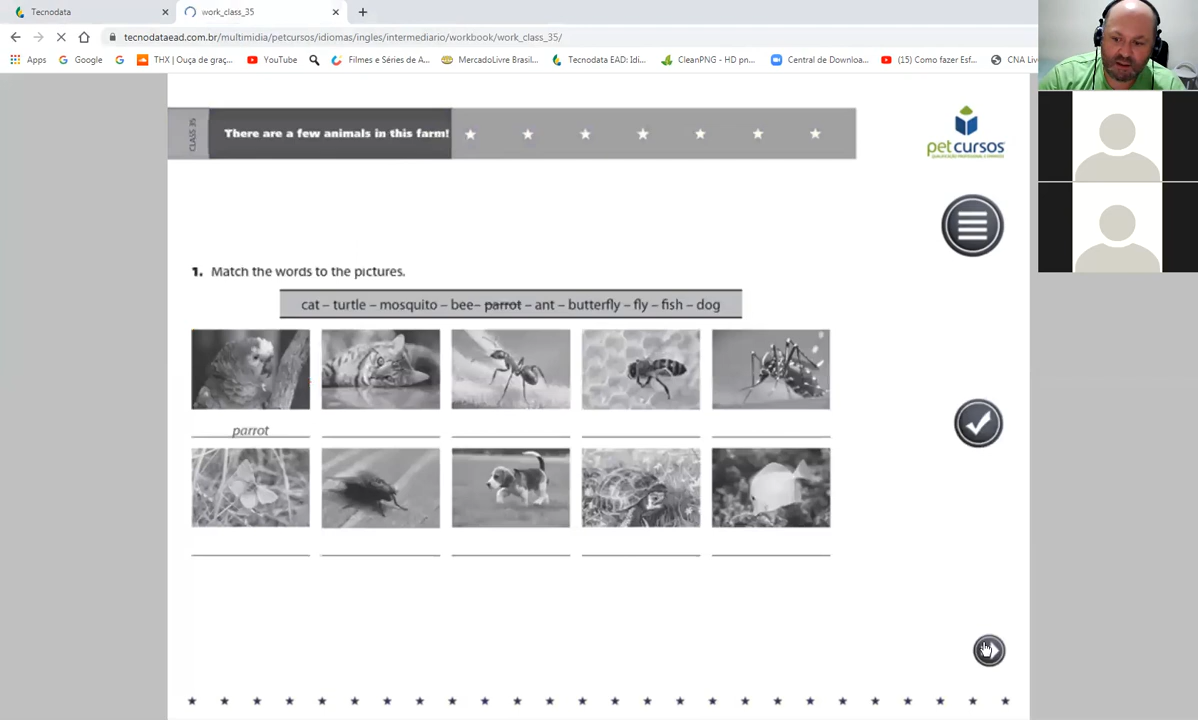 Tecnodata
work_class_35
tecnodataead.com.br/multimidia/petcursos/idiomas/ingles/intermediario/workbook/work_class_35/
Apps
Google
THX | Ouça de graç...
YouTube
Filmes e Séries de A...
MercadoLivre Brasil...
Tecnodata EAD: Idi...
CleanPNG - HD pn...
Central de Downloa...
(15) Como fazer Esf...
CNA Liv
CLASS 35
There are a few animals in this farm!
petcursos
1. Match the words to the pictures.
cat – turtle – mosquito – bee– parrot – ant – butterfly – fly – fish – dog
parrot